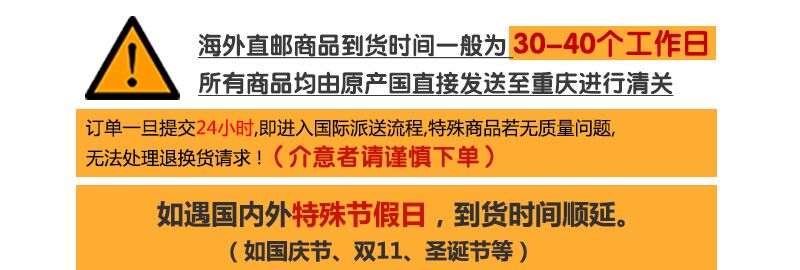 海外直邮商品到货时间一般为 30-40个工作日
所有商品均由原产国直接发送至重庆进行清关
订单一旦提交24小时,即进入国际派送流程,特殊商品若无质量问题,
无法处理退换货请求!(介意者请谨慎下单)
如遇国内外特殊节假日,到货时间顺延。
(如国庆节、双11、圣诞节等)